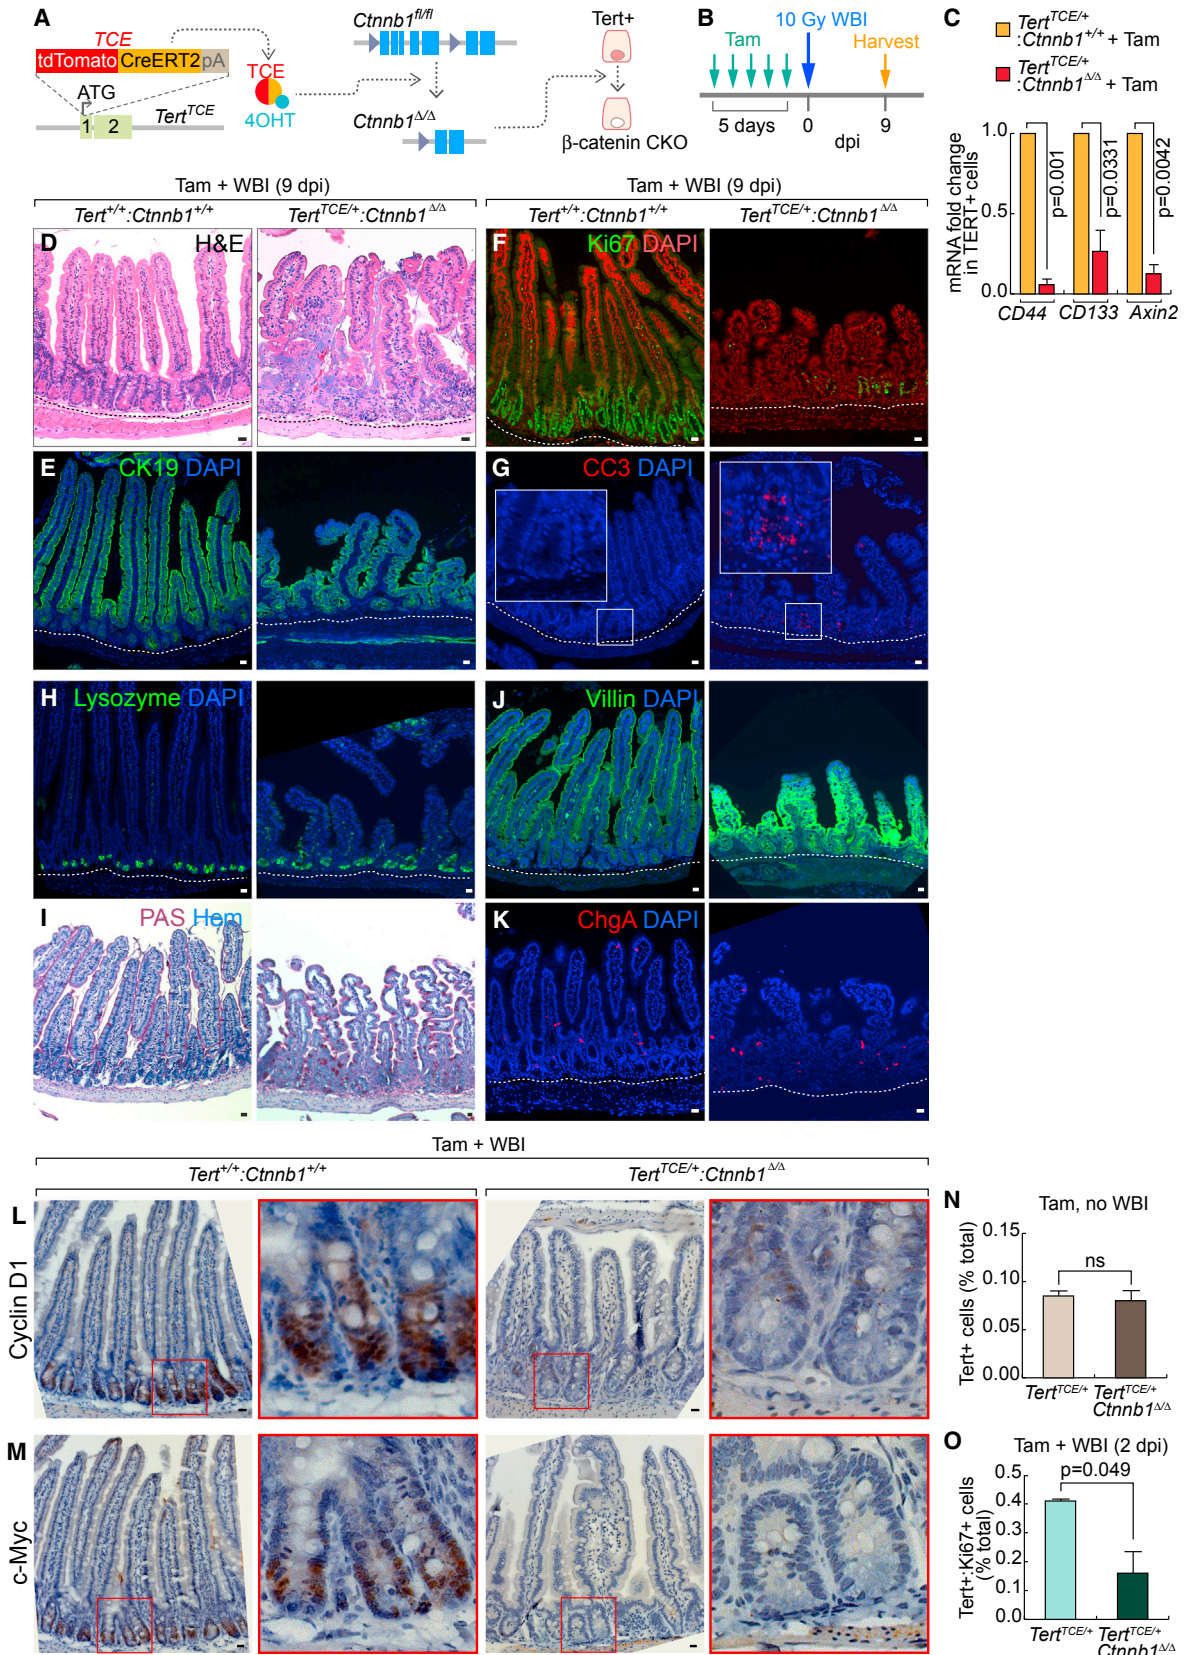 A
TCE
tdTomato CreERT2 pA
ATG
1 2
Tert^TCE
TCE
4OHT
Ctnnb1^fl/fl
Ctnnb1^Δ/Δ
Tert+
β-catenin CKO
B
10 Gy WBI
Tam
Harvest
5 days 0 dpi 9
C
Tert^TCE/+
:Ctnnb1^+/+ + Tam
Tert^TCE/+
:Ctnnb1^Δ/Δ + Tam
mRNA fold change
in TERT+ cells
1.0
0.5
0.0
p=0.001
p=0.0331
p=0.0042
CD44 CD133 Axin2
Tam + WBI (9 dpi)
Tert^+/+:Ctnnb1^+/+ Tert^TCE/+:Ctnnb1^Δ/Δ
Tam + WBI (9 dpi)
Tert^+/+:Ctnnb1^+/+ Tert^TCE/+:Ctnnb1^Δ/Δ
D H&E
F Ki67 DAPI
E CK19 DAPI
G CC3 DAPI
H Lysozyme DAPI
J Villin DAPI
I PAS Hem
K ChgA DAPI
Tam + WBI
Tert^+/+:Ctnnb1^+/+ Tert^TCE/+:Ctnnb1^Δ/Δ
L
Cyclin D1
M
c-Myc
N
Tam, no WBI
Tert+ cells (% total)
0.15
0.10
0.05
0.00
ns
Tert^TCE/+ Tert^TCE/+
Ctnnb1^Δ/Δ
O
Tam + WBI (2 dpi)
p=0.049
Tert+:Ki67+ cells
(% total)
0.5
0.4
0.3
0.2
0.1
0.0
Tert^TCE/+ Tert^TCE/+
Ctnnb1^Δ/Δ